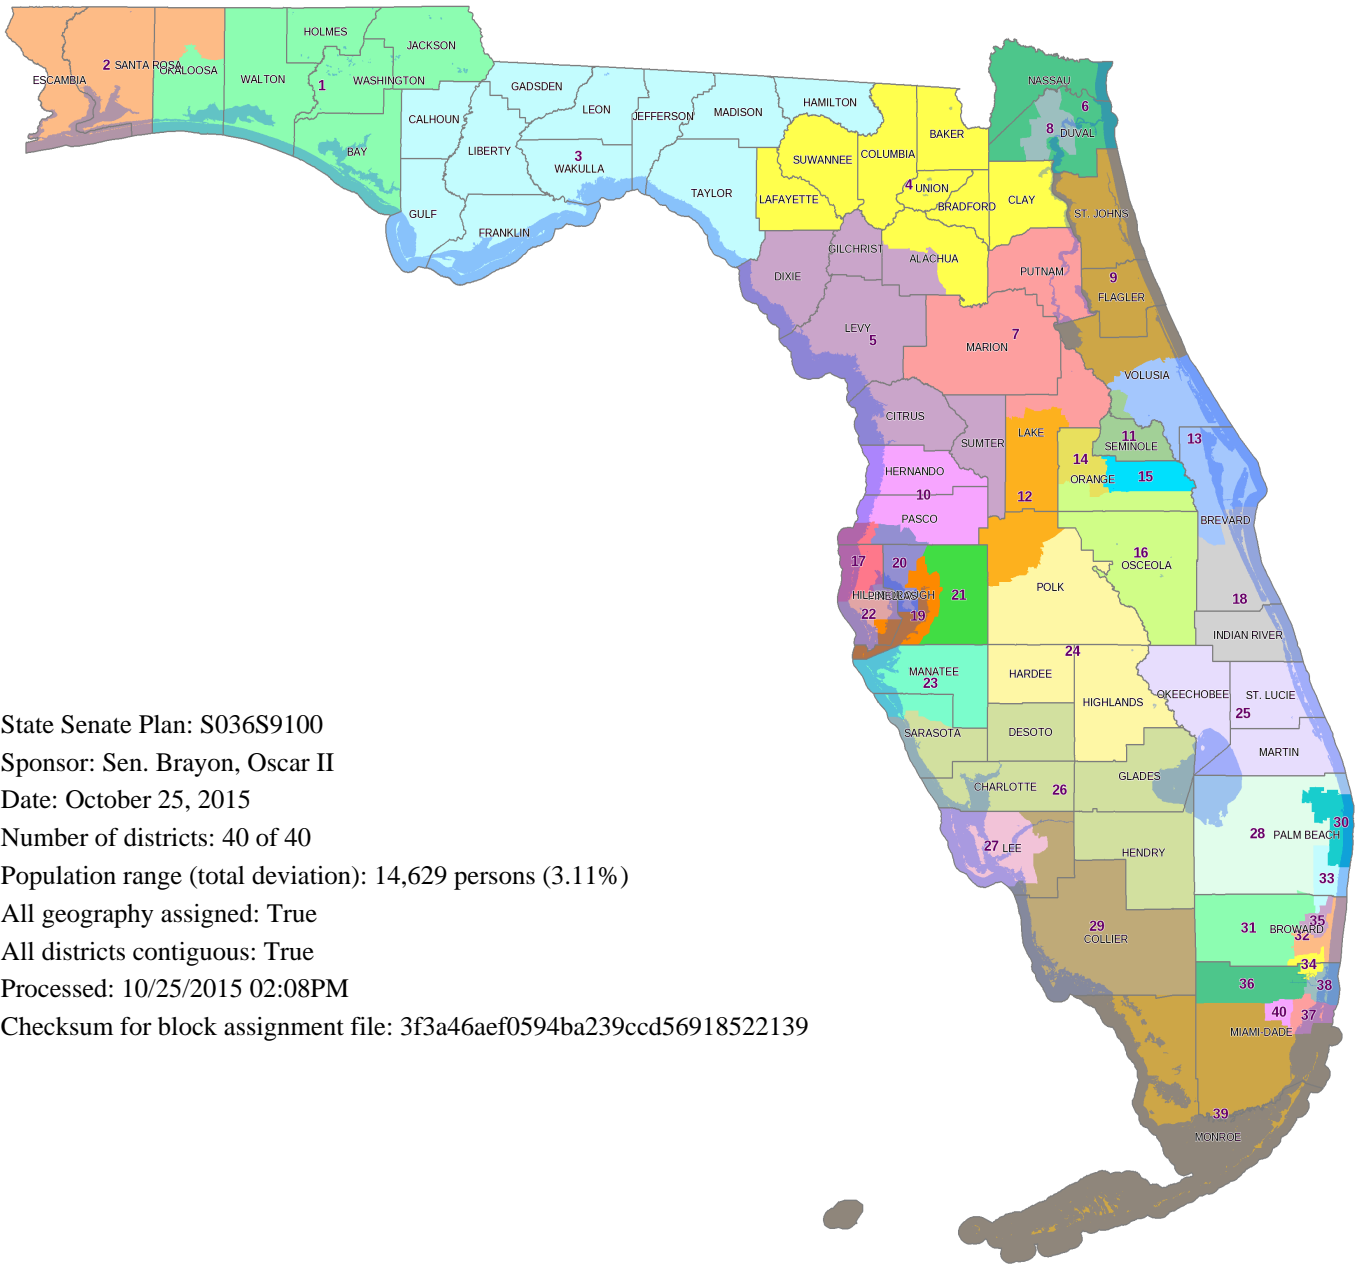 HOLMES
JACKSON
2 SANTA ROSA
OKALOOSA
ESCAMBIA
WALTON
1
WASHINGTON
BAY
GADSDEN
CALHOUN
LEON
JEFFERSON
MADISON
HAMILTON
LIBERTY
3
WAKULLA
TAYLOR
GULF
FRANKLIN
NASSAU
6
8
DUVAL
BAKER
COLUMBIA
SUWANNEE
4 UNION
LAFAYETTE
BRADFORD
CLAY
ST. JOHNS
GILCHRIST
ALACHUA
DIXIE
PUTNAM
9
FLAGLER
LEVY
5
7
MARION
VOLUSIA
CITRUS
SUMTER
LAKE
11
SEMINOLE
13
14
HERNANDO
ORANGE
15
10
12
PASCO
BREVARD
16
OSCEOLA
17
20
POLK
HILLSBOROUGH
PINELLAS
21
22
19
18
INDIAN RIVER
24
MANATEE
23
HARDEE
HIGHLANDS
OKEECHOBEE
ST. LUCIE
25
SARASOTA
DESOTO
MARTIN
GLADES
CHARLOTTE
26
30
28
PALM BEACH
27 LEE
HENDRY
33
35
31
BROWARD
32
29
COLLIER
34
36
38
40
37
MIAMI-DADE
39
MONROE
State Senate Plan: S036S9100
Sponsor: Sen. Brayon, Oscar II
Date: October 25, 2015
Number of districts: 40 of 40
Population range (total deviation): 14,629 persons (3.11%)
All geography assigned: True
All districts contiguous: True
Processed: 10/25/2015 02:08PM
Checksum for block assignment file: 3f3a46aef0594ba239ccd56918522139